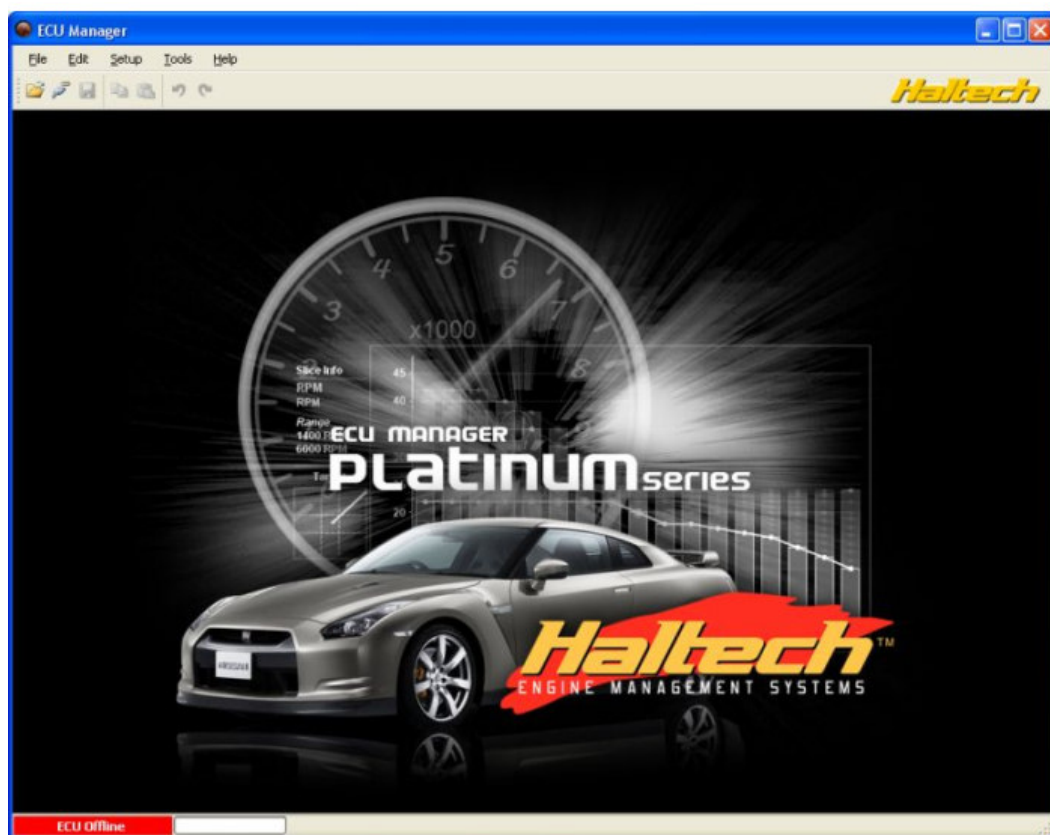 ECU Manager
File Edit Setup Tools Help
Haltech
4 5 6
3 7
x1000
2 8
Slice Info
RPM
RPM
Range
1400 RPM
6000 RPM
45
40
20
ECU MANAGER
PLATINUM SERIES
Haltech™
ENGINE MANAGEMENT SYSTEMS
ECU Offline